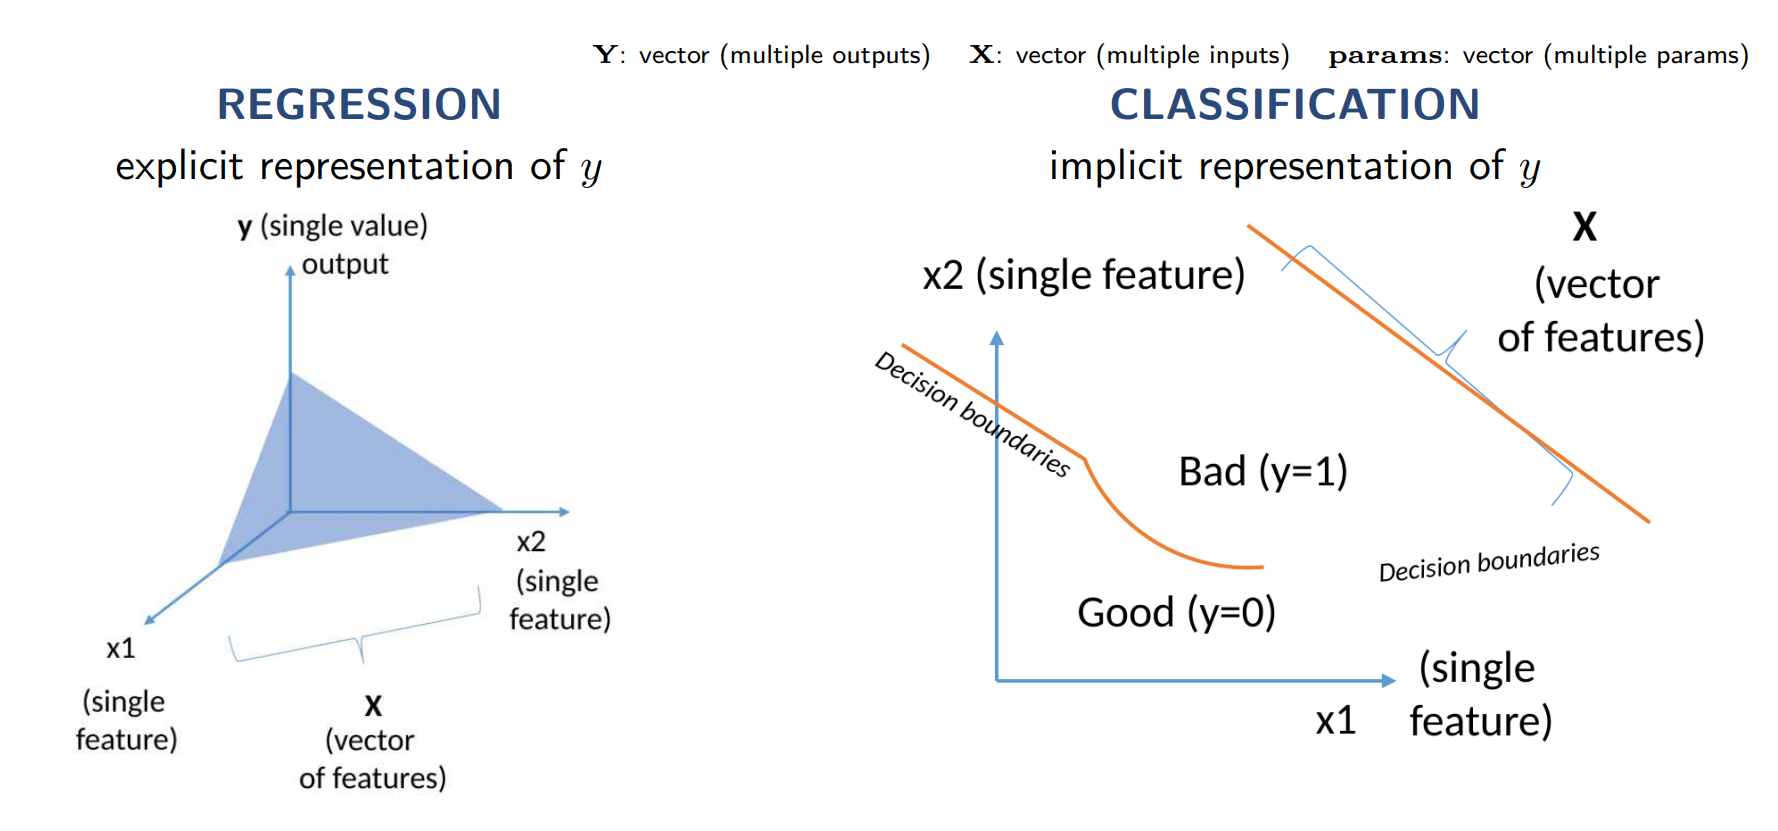 Y: vector (multiple outputs) X: vector (multiple inputs) params: vector (multiple params)
REGRESSION
explicit representation of y
y (single value)
output
x2
(single
feature)
x1
(single
feature)
X
(vector
of features)
CLASSIFICATION
implicit representation of y
X
(vector
of features)
x2 (single feature)
Decision boundaries
Bad (y=1)
Decision boundaries
Good (y=0)
x1
(single
feature)